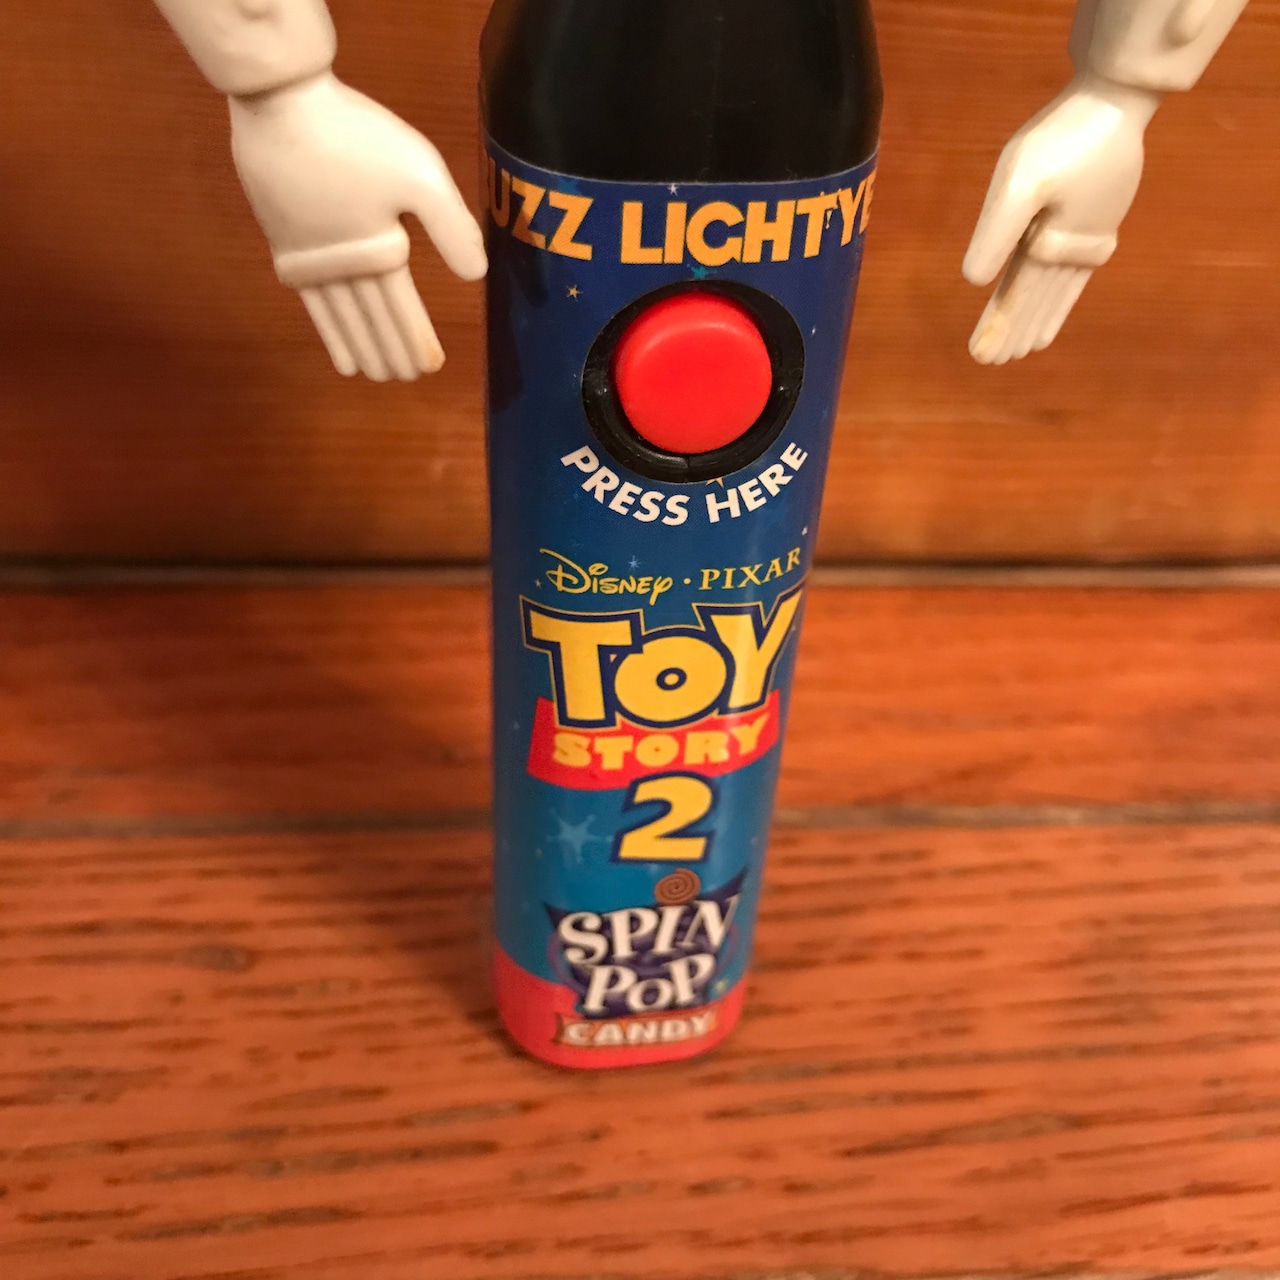 UZZ LIGHTYE
PRESS HERE
Disney · PIXAR
TOY
STORY
2
SPIN
POP
CANDY